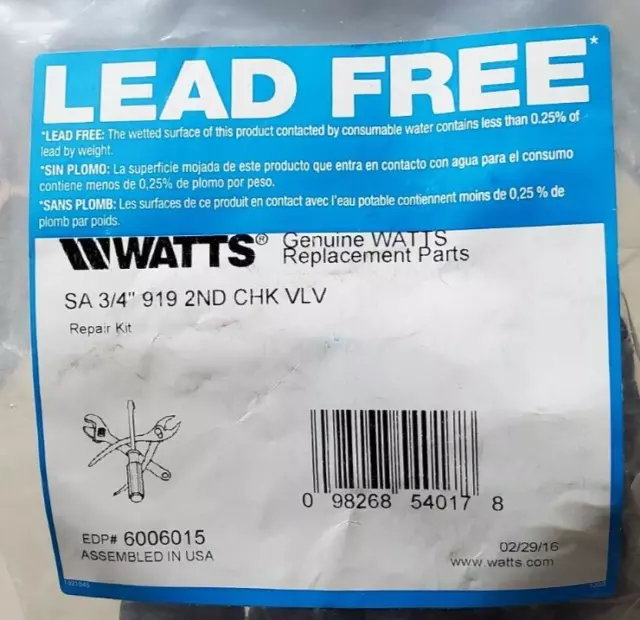 LEAD FREE*
*LEAD FREE: The wetted surface of this product contacted by consumable water contains less than 0.25% of
lead by weight.
*SIN PLOMO: La superficie mojada de este producto que entra en contacto con agua para el consumo
contiene menos de 0,25% de plomo por peso.
*SANS PLOMB: Les surfaces de ce produit en contact avec l'eau potable contiennent moins de 0,25 % de
plomb par poids.
WATTS® Genuine WATTS
Replacement Parts
SA 3/4" 919 2ND CHK VLV
Repair Kit
0 98268 54017 8
EDP# 6006015
ASSEMBLED IN USA
02/29/16
www.watts.com